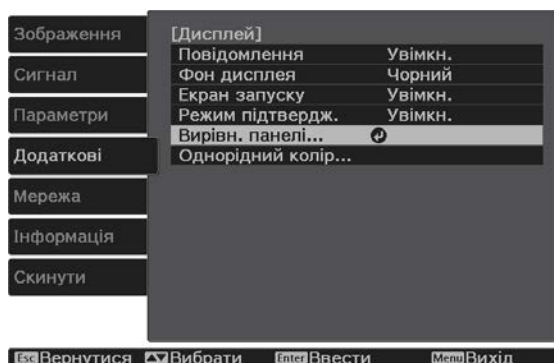 Зображення
Сигнал
Параметри
Додаткові
Мережа
Інформація
Скинути
[Дисплей]
Повідомлення Увімкн.
Фон дисплея Чорний
Екран запуску Увімкн.
Режим підтвердж. Увімкн.
Вирівн. панелі...
Однорідний колір...
Esc Вернутися Вибрати Enter Ввести Menu Вихід